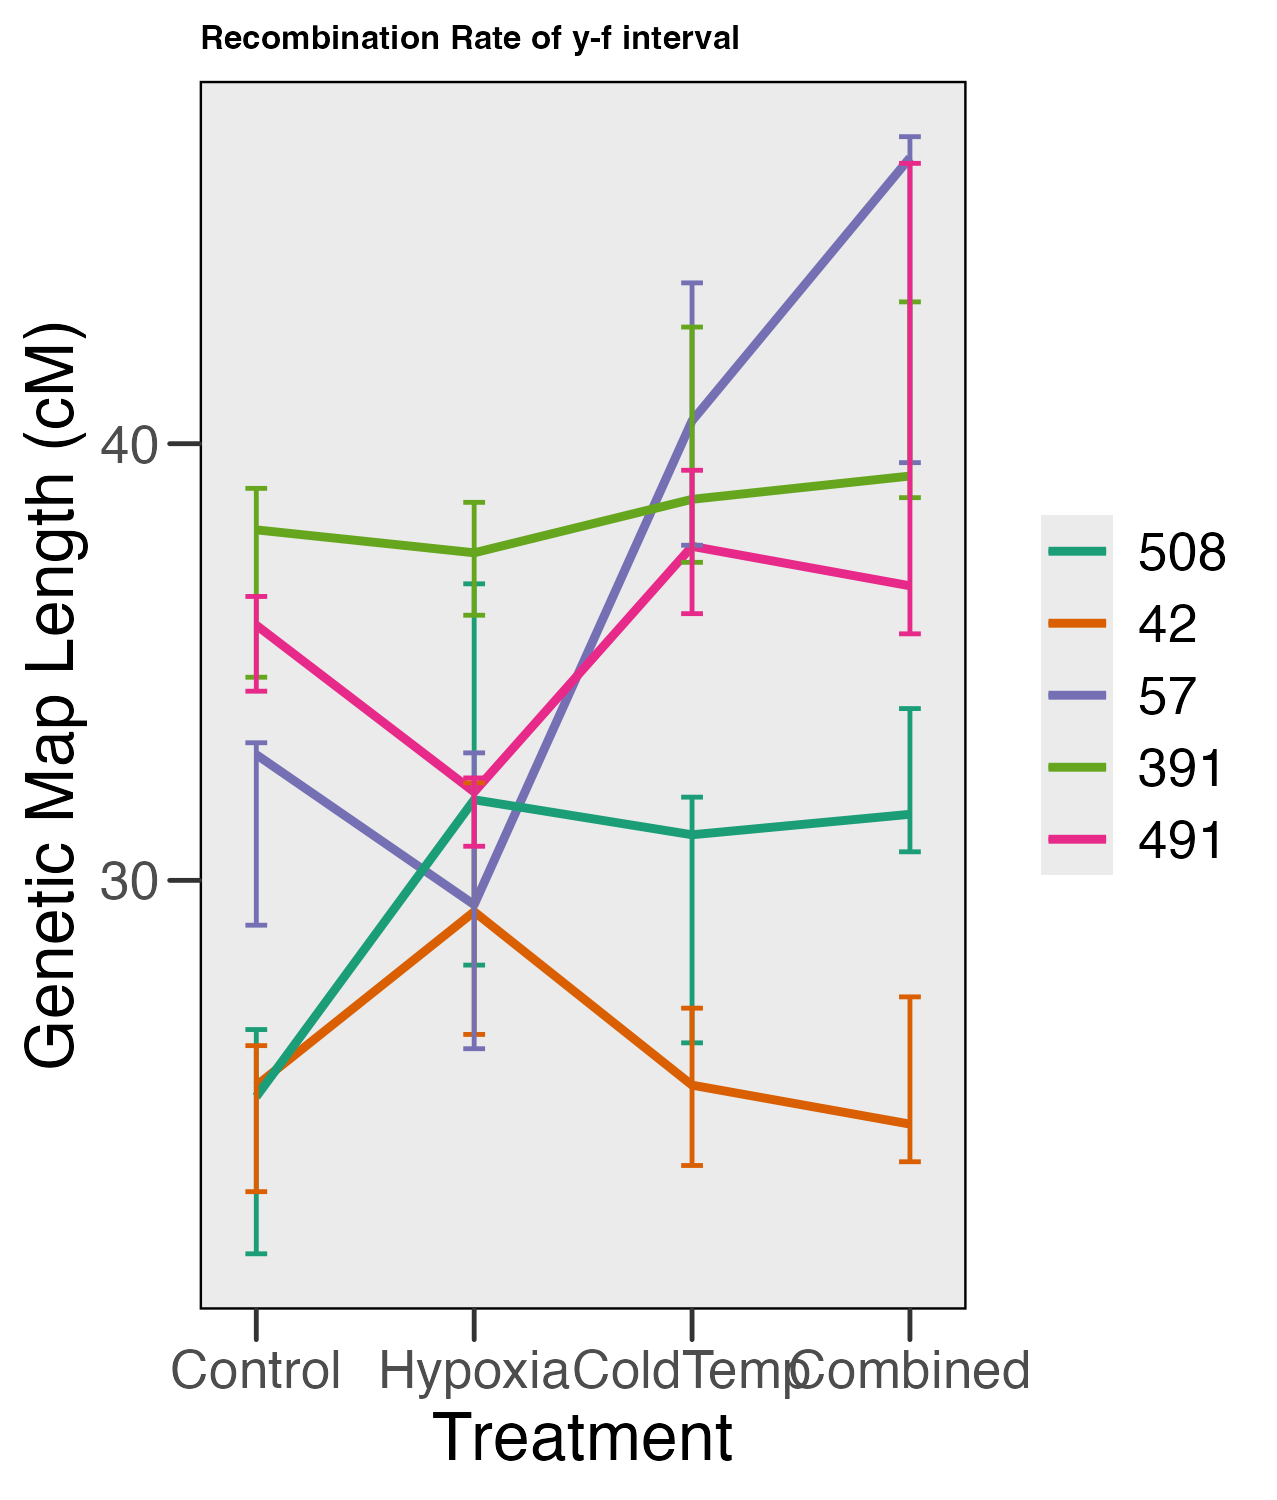 Recombination Rate of y-f interval
Genetic Map Length (cM)
40
30
Control Hypoxia ColdTemp Combined
Treatment
508
42
57
391
491